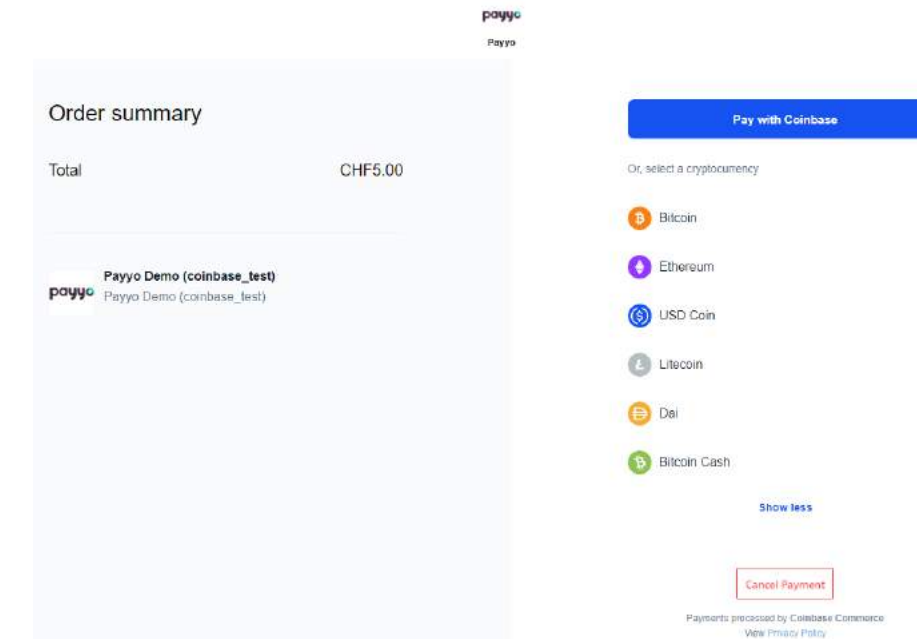 payyo
Payyo
Order summary
Total CHF5.00
payyo
Payyo Demo (coinbase_test)
Payyo Demo (coinbase_test)
Pay with Coinbase
Or, select a cryptocurrency
Bitcoin
Ethereum
USD Coin
Litecoin
Dai
Bitcoin Cash
Show less
Cancel Payment
Payments processed by Coinbase Commerce
View Privacy Policy